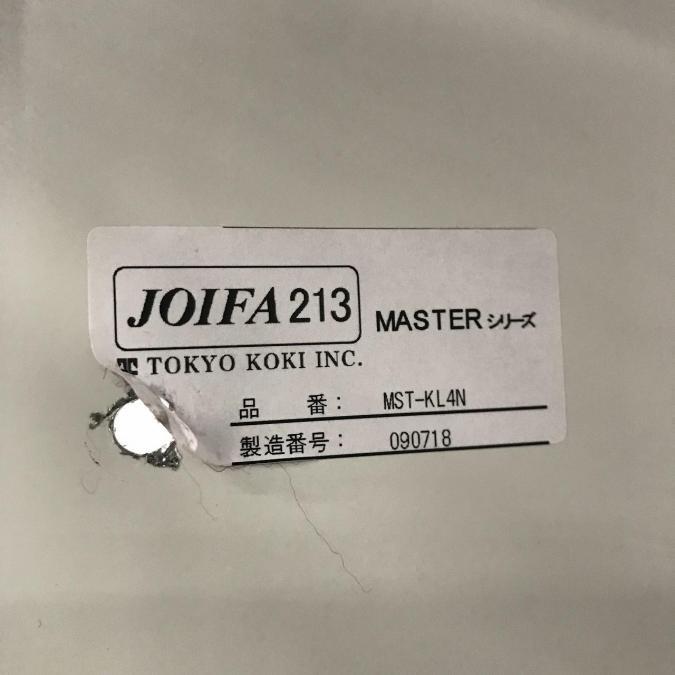 JOIFA 213
MASTER シリーズ
TOKYO KOKI INC.
品 番： MST-KL4N
製造番号： 090718